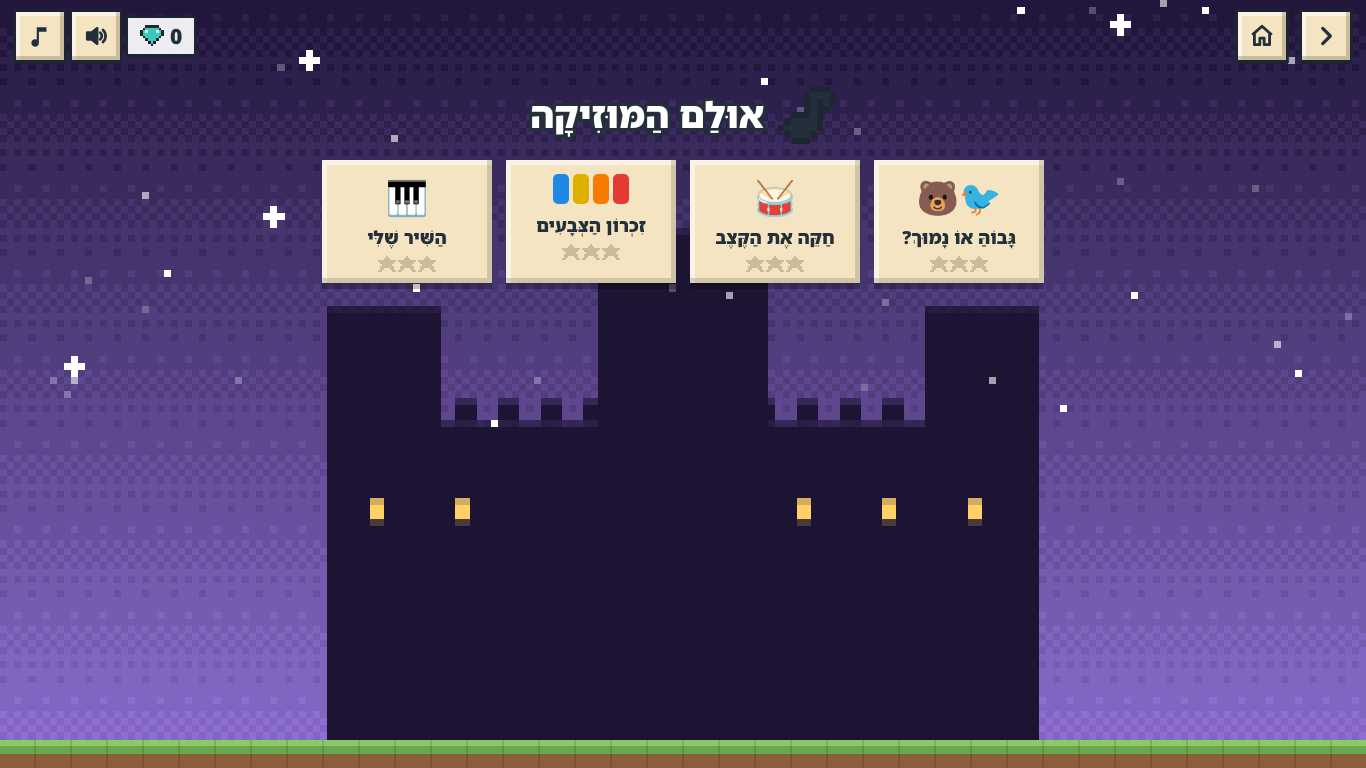 0
אוּלַם הַמּוּזִיקָה
גָּבוֹהַּ אוֹ נָמוּךְ?
חַקֵּה אֶת הַקֶּצֶב
זִכְרוֹן הַצְּבָעִים
הַשִּׁיר שֶׁלִּי